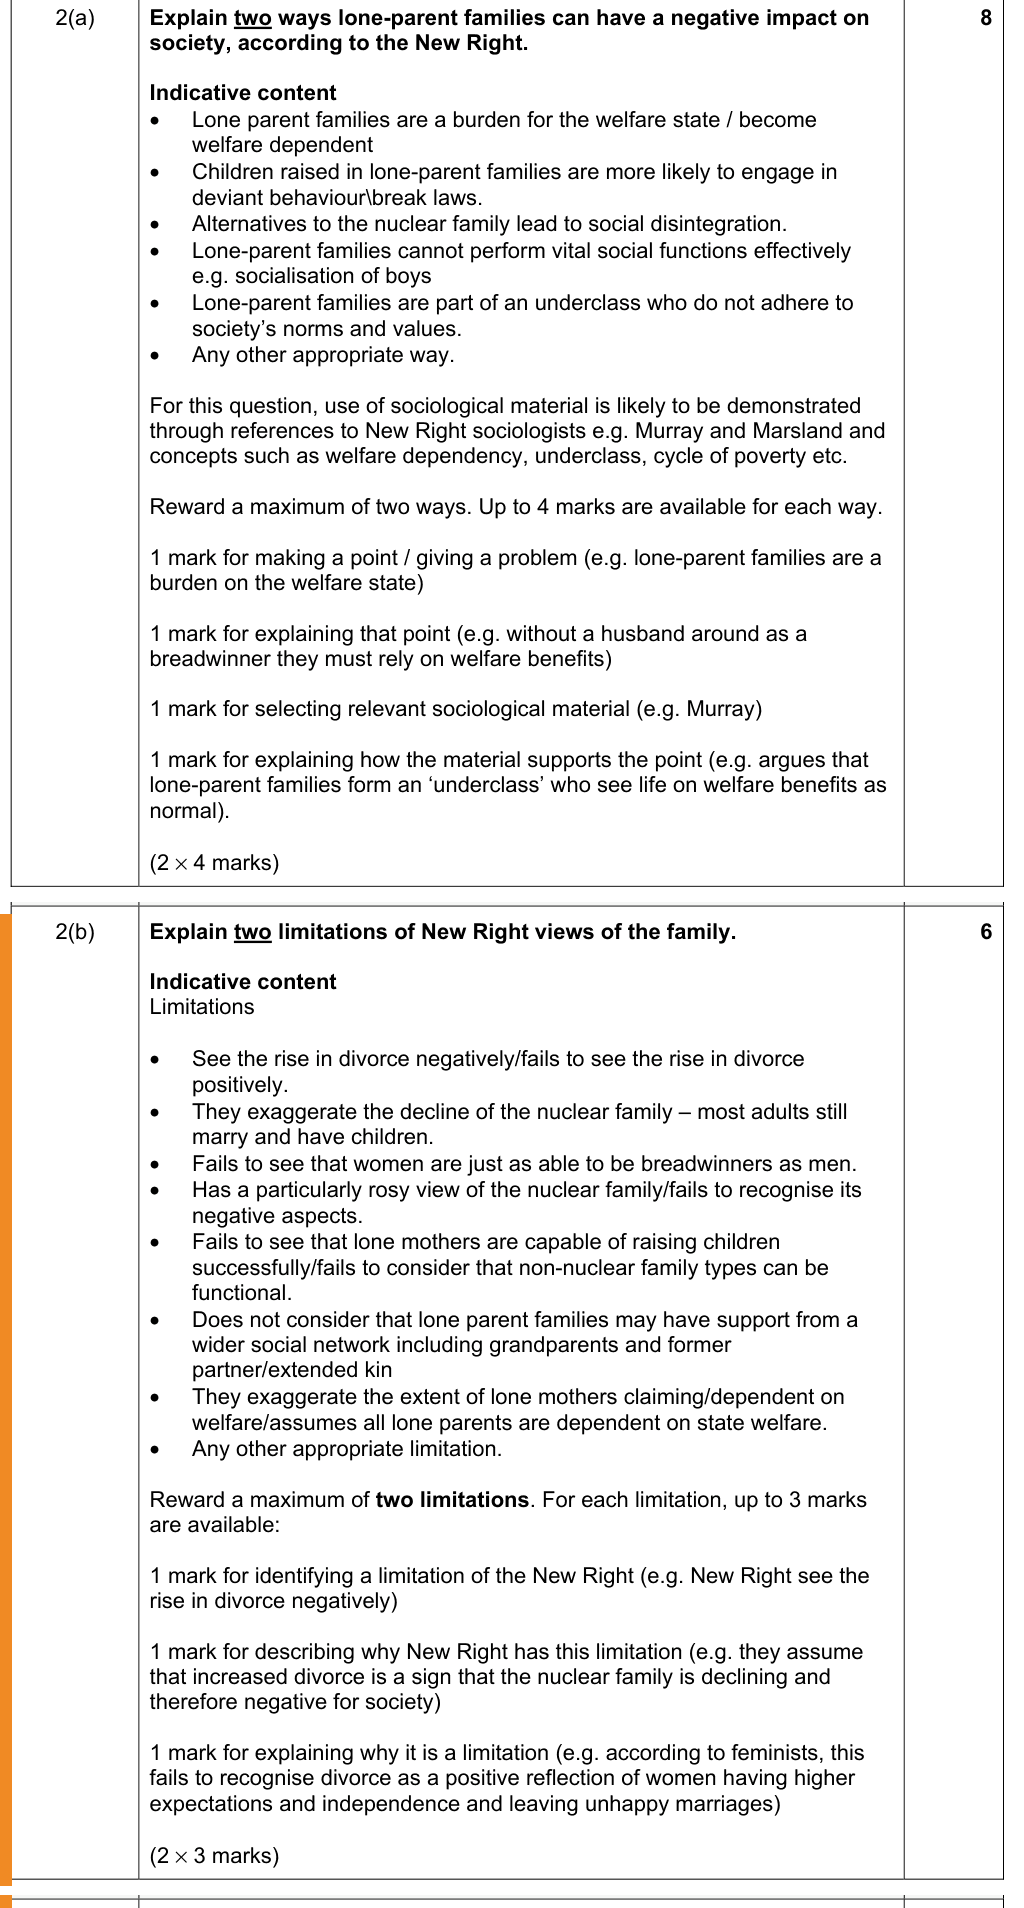 2(a)
Explain two ways lone-parent families can have a negative impact on
8
society, according to the New Right.
Indicative content
• Lone parent families are a burden for the welfare state / become
welfare dependent
• Children raised in lone-parent families are more likely to engage in
deviant behaviour\break laws.
• Alternatives to the nuclear family lead to social disintegration.
• Lone-parent families cannot perform vital social functions effectively
e.g. socialisation of boys
• Lone-parent families are part of an underclass who do not adhere to
society’s norms and values.
• Any other appropriate way.
For this question, use of sociological material is likely to be demonstrated
through references to New Right sociologists e.g. Murray and Marsland and
concepts such as welfare dependency, underclass, cycle of poverty etc.
Reward a maximum of two ways. Up to 4 marks are available for each way.
1 mark for making a point / giving a problem (e.g. lone-parent families are a
burden on the welfare state)
1 mark for explaining that point (e.g. without a husband around as a
breadwinner they must rely on welfare benefits)
1 mark for selecting relevant sociological material (e.g. Murray)
1 mark for explaining how the material supports the point (e.g. argues that
lone-parent families form an ‘underclass’ who see life on welfare benefits as
normal).
(2 × 4 marks)
2(b)
Explain two limitations of New Right views of the family.
6
Indicative content
Limitations
• See the rise in divorce negatively/fails to see the rise in divorce
positively.
• They exaggerate the decline of the nuclear family – most adults still
marry and have children.
• Fails to see that women are just as able to be breadwinners as men.
• Has a particularly rosy view of the nuclear family/fails to recognise its
negative aspects.
• Fails to see that lone mothers are capable of raising children
successfully/fails to consider that non-nuclear family types can be
functional.
• Does not consider that lone parent families may have support from a
wider social network including grandparents and former
partner/extended kin
• They exaggerate the extent of lone mothers claiming/dependent on
welfare/assumes all lone parents are dependent on state welfare.
• Any other appropriate limitation.
Reward a maximum of two limitations. For each limitation, up to 3 marks
are available:
1 mark for identifying a limitation of the New Right (e.g. New Right see the
rise in divorce negatively)
1 mark for describing why New Right has this limitation (e.g. they assume
that increased divorce is a sign that the nuclear family is declining and
therefore negative for society)
1 mark for explaining why it is a limitation (e.g. according to feminists, this
fails to recognise divorce as a positive reflection of women having higher
expectations and independence and leaving unhappy marriages)
(2 × 3 marks)